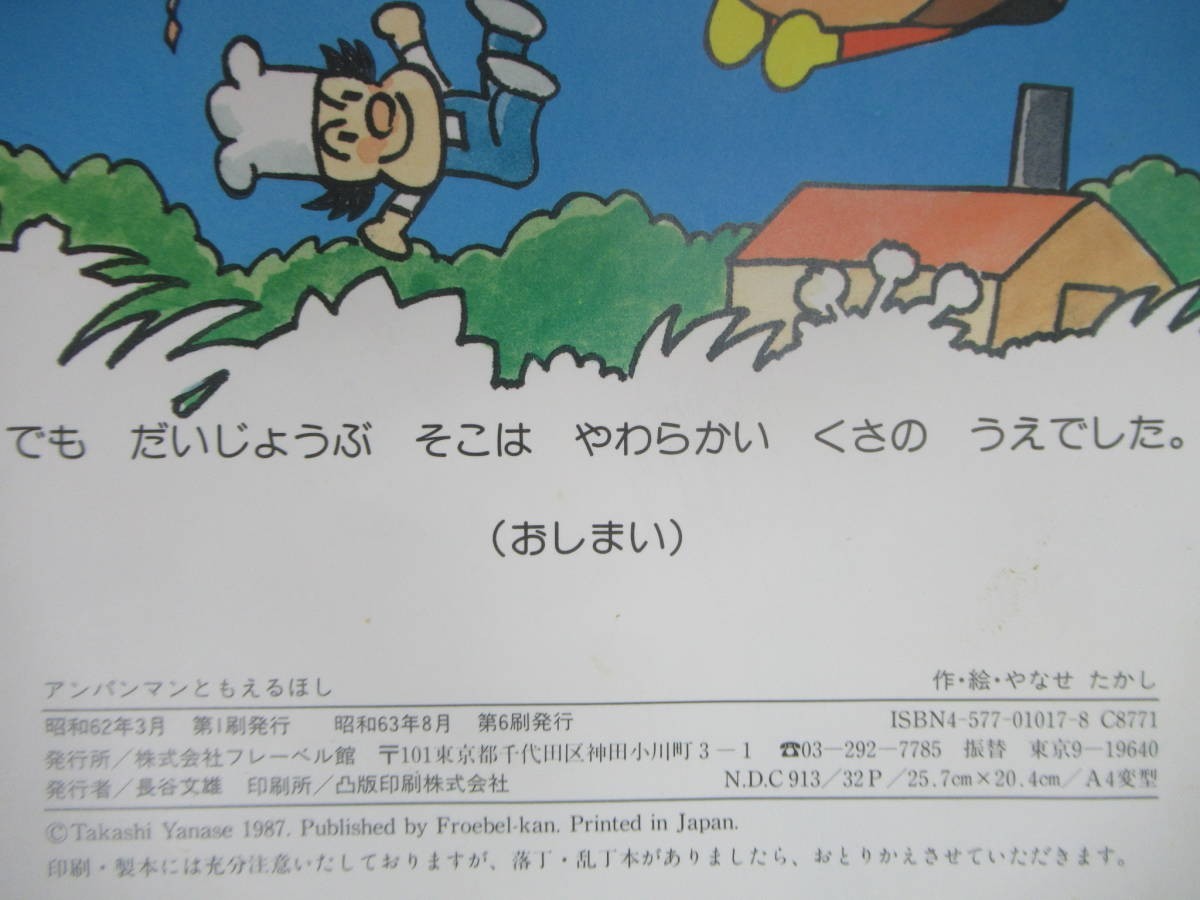 でも だいじょうぶ そこは やわらかい くさの うえでした。
（おしまい）
アンパンマンともえるほし 作・絵・やなせ たかし
昭和62年3月 第1刷発行 昭和63年8月 第6刷発行 ISBN4-577-01017-8 C8771
発行所／株式会社フレーベル館 〒101東京都千代田区神田小川町3－1 ☎03－292－7785 振替 東京9－19640
発行者／長谷文雄 印刷所／凸版印刷株式会社 N.D.C 913／32P／25.7cm×20.4cm／A4変型
©Takashi Yanase 1987. Published by Froebel-kan. Printed in Japan.
印刷・製本には充分注意いたしておりますが、落丁・乱丁本がありましたら、おとりかえさせていただきます。